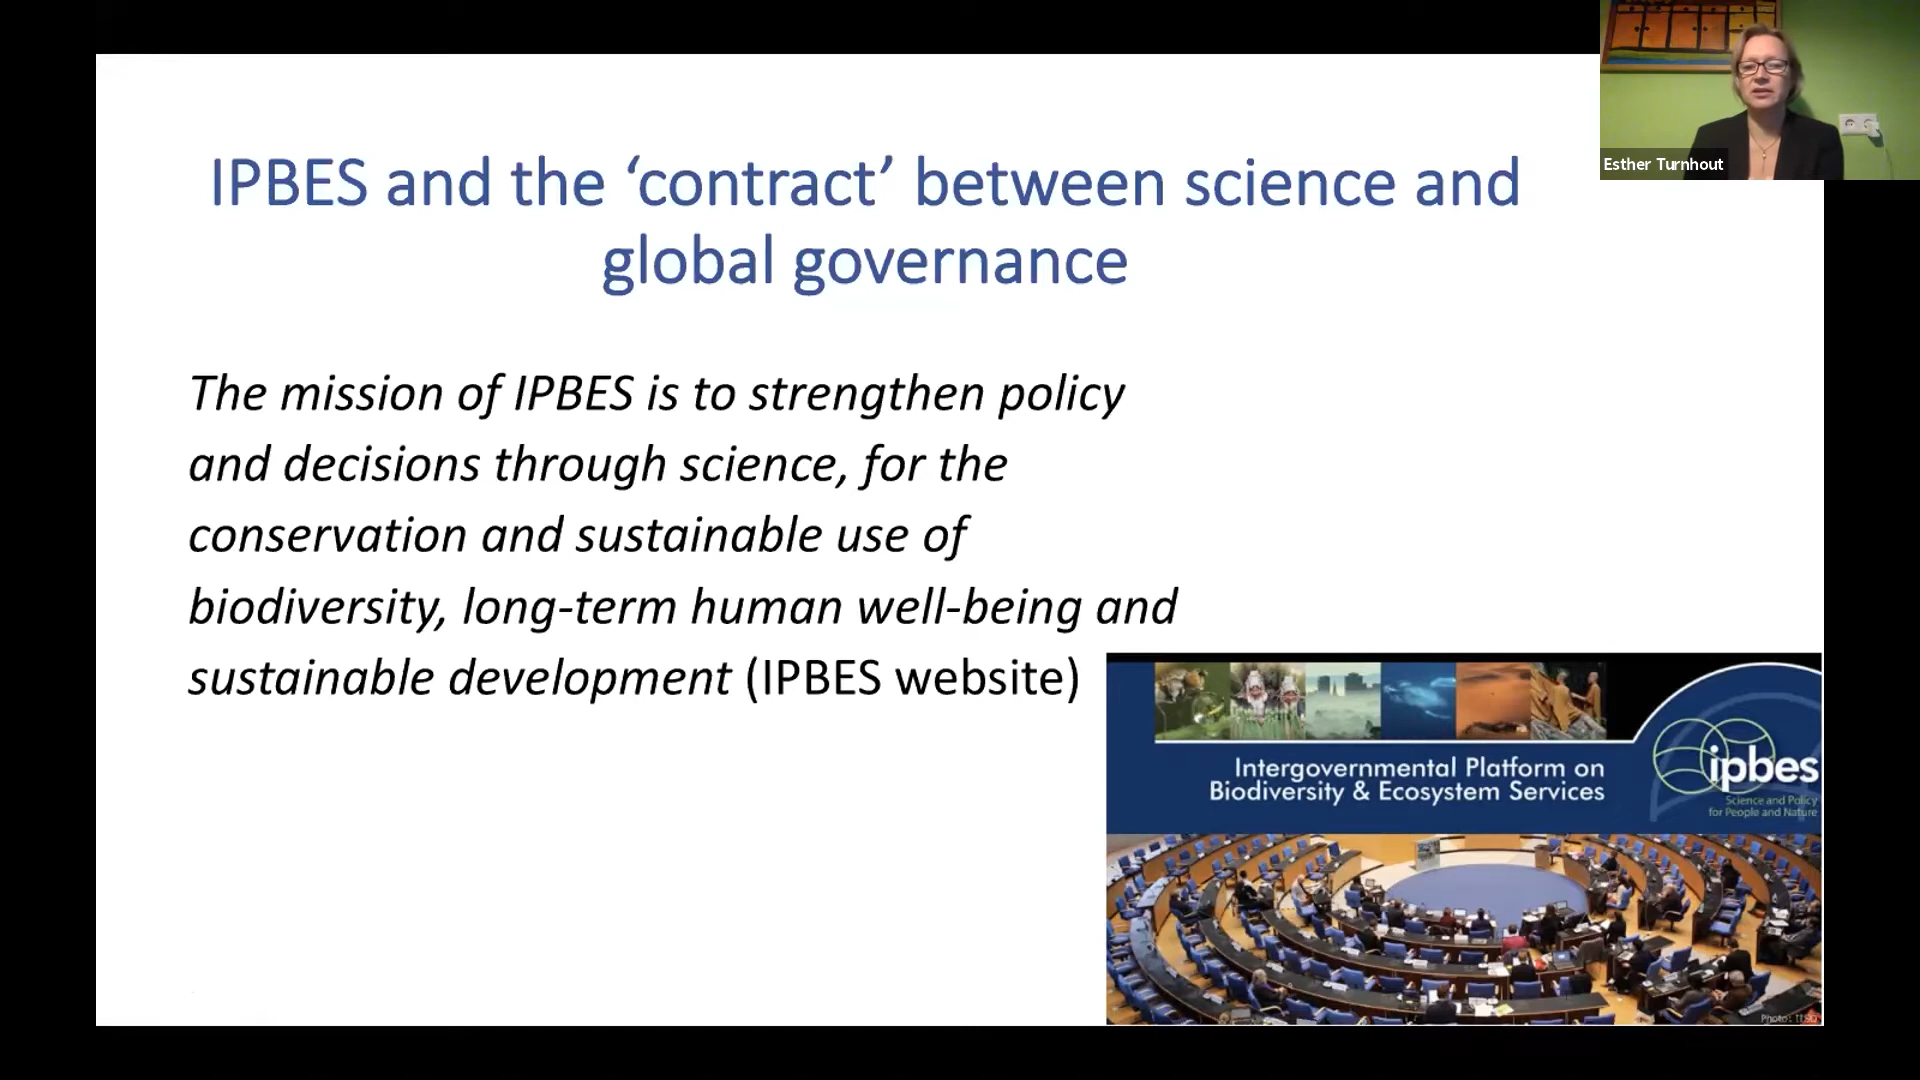 Esther Turnhout
IPBES and the ‘contract’ between science and
global governance
The mission of IPBES is to strengthen policy
and decisions through science, for the
conservation and sustainable use of
biodiversity, long-term human well-being and
sustainable development (IPBES website)
Intergovernmental Platform on
Biodiversity & Ecosystem Services
ipbes
Science and Policy
for People and Nature
Photo: